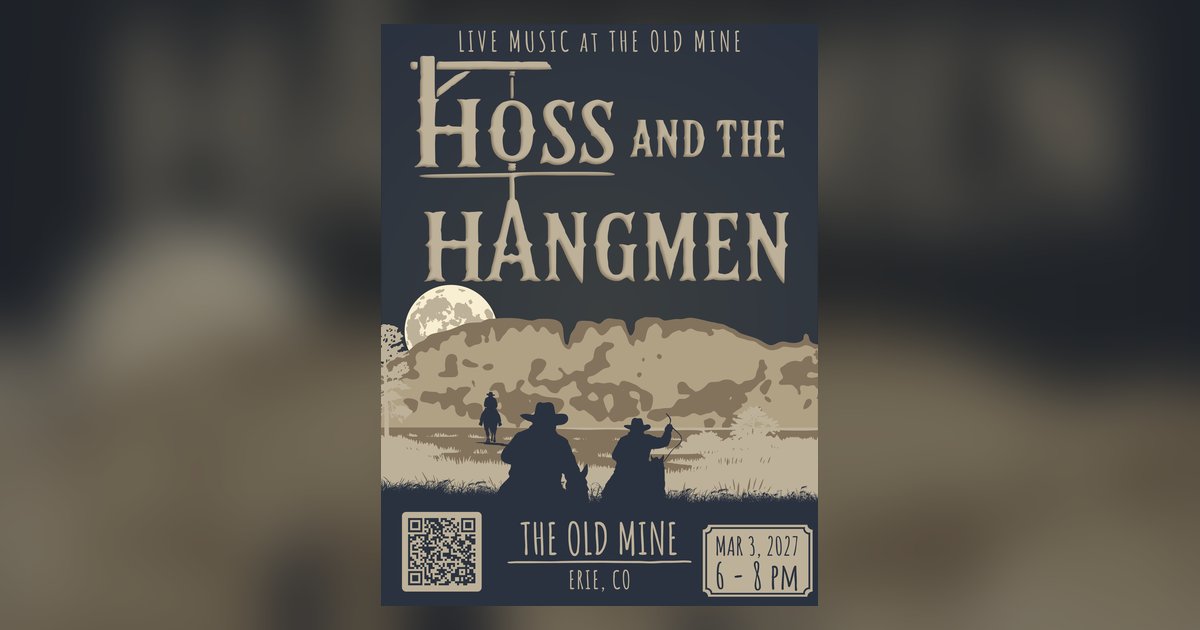 LIVE MUSIC AT THE OLD MINE
HOSS AND THE
HANGMEN
THE OLD MINE
ERIE, CO
MAR 3, 2027
6 - 8 PM